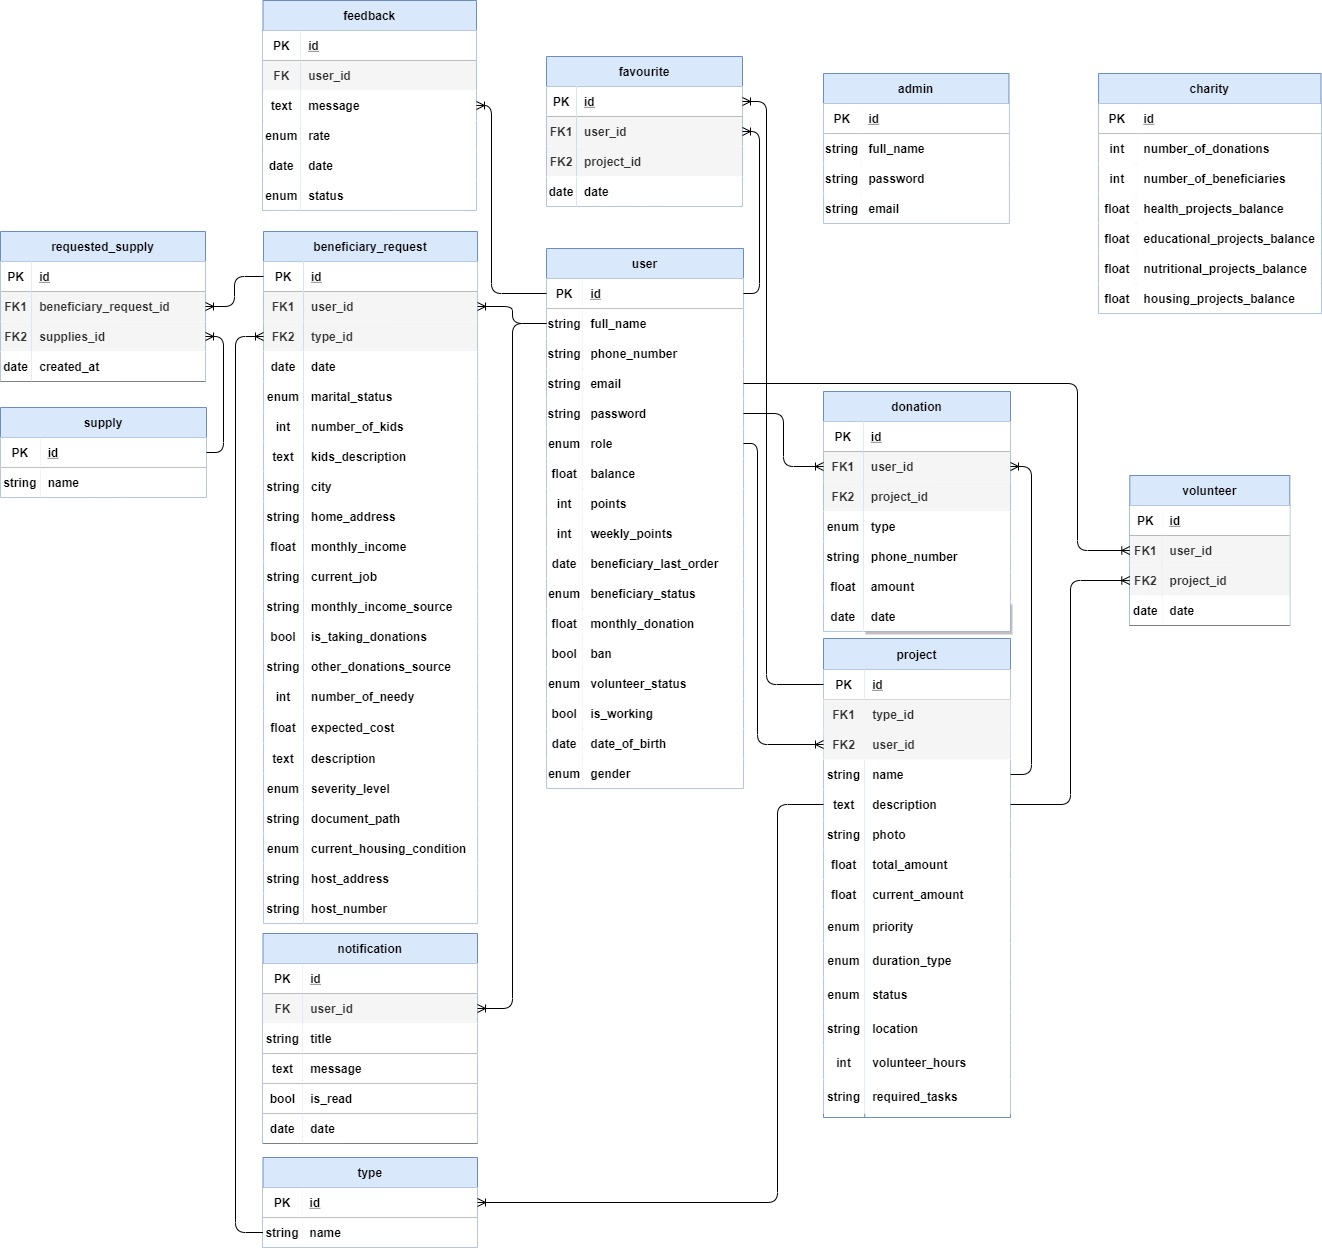 feedback
PK id
FK user_id
text message
enum rate
date date
enum status
favourite
PK id
FK1 user_id
FK2 project_id
date date
admin
PK id
string full_name
string password
string email
charity
PK id
int number_of_donations
int number_of_beneficiaries
float health_projects_balance
float educational_projects_balance
float nutritional_projects_balance
float housing_projects_balance
requested_supply
PK id
FK1 beneficiary_request_id
FK2 supplies_id
date created_at
supply
PK id
string name
beneficiary_request
PK id
FK1 user_id
FK2 type_id
date date
enum marital_status
int number_of_kids
text kids_description
string city
string home_address
float monthly_income
string current_job
string monthly_income_source
bool is_taking_donations
string other_donations_source
int number_of_needy
float expected_cost
text description
enum severity_level
string document_path
enum current_housing_condition
string host_address
string host_number
user
PK id
string full_name
string phone_number
string email
string password
enum role
float balance
int points
int weekly_points
date beneficiary_last_order
enum beneficiary_status
float monthly_donation
bool ban
enum volunteer_status
bool is_working
date date_of_birth
enum gender
donation
PK id
FK1 user_id
FK2 project_id
enum type
string phone_number
float amount
date date
volunteer
PK id
FK1 user_id
FK2 project_id
date date
project
PK id
FK1 type_id
FK2 user_id
string name
text description
string photo
float total_amount
float current_amount
enum priority
enum duration_type
enum status
string location
int volunteer_hours
string required_tasks
notification
PK id
FK user_id
string title
text message
bool is_read
date date
type
PK id
string name